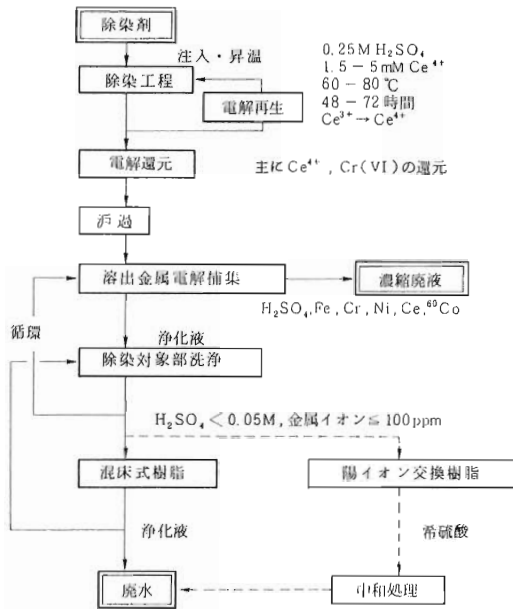 除染剤
注入・昇温
除染工程
電解再生
0.25M H₂SO₄
1.5-5mM Ce⁴⁺
60-80℃
48-72時間
Ce³⁺→Ce⁴⁺
電解還元
主にCe⁴⁺, Cr(VI)の還元
沪過
溶出金属電解捕集
濃縮廃液
H₂SO₄, Fe, Cr, Ni, Ce, ⁶⁰Co
循環
浄化液
除染対象部洗浄
H₂SO₄<0.05M, 金属イオン≦100ppm
混床式樹脂
陽イオン交換樹脂
浄化液
希硫酸
廃水
中和処理